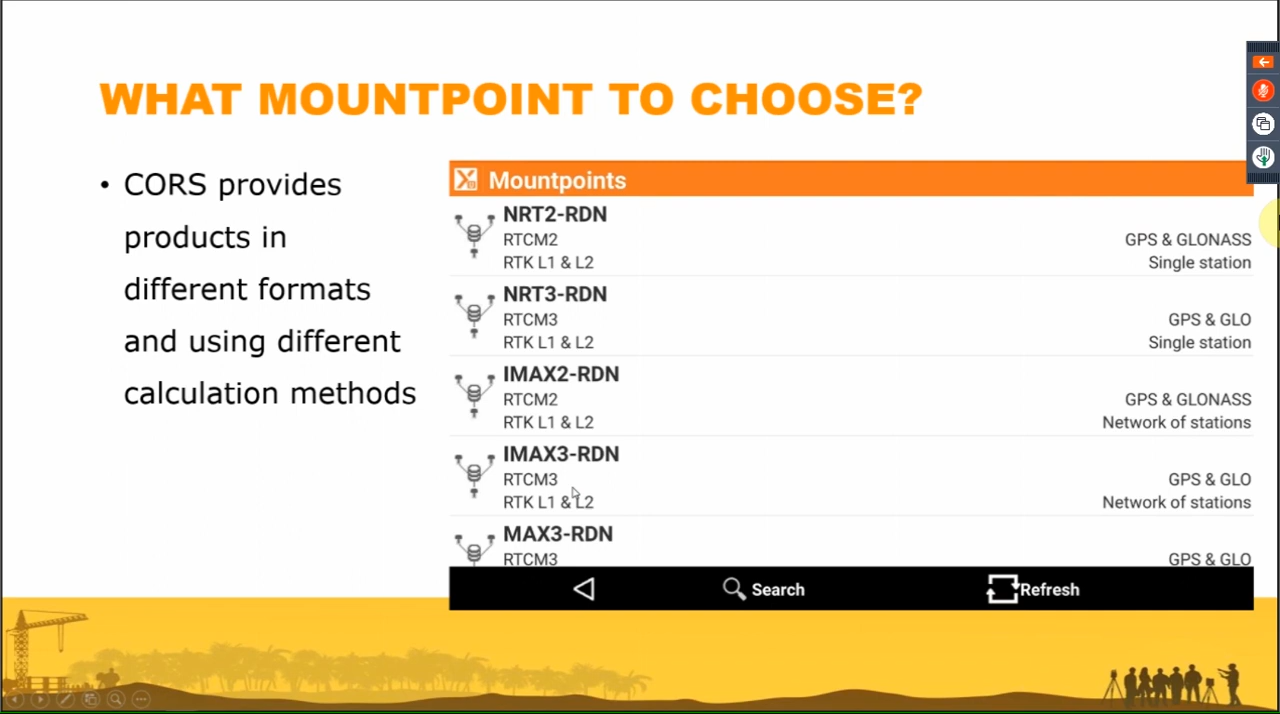 WHAT MOUNTPOINT TO CHOOSE?
• CORS provides
products in
different formats
and using different
calculation methods
Mountpoints
NRT2-RDN
RTCM2 GPS & GLONASS
RTK L1 & L2 Single station
NRT3-RDN
RTCM3 GPS & GLO
RTK L1 & L2 Single station
IMAX2-RDN
RTCM2 GPS & GLONASS
RTK L1 & L2 Network of stations
IMAX3-RDN
RTCM3 GPS & GLO
RTK L1 & L2 Network of stations
MAX3-RDN
RTCM3 GPS & GLO
Search Refresh